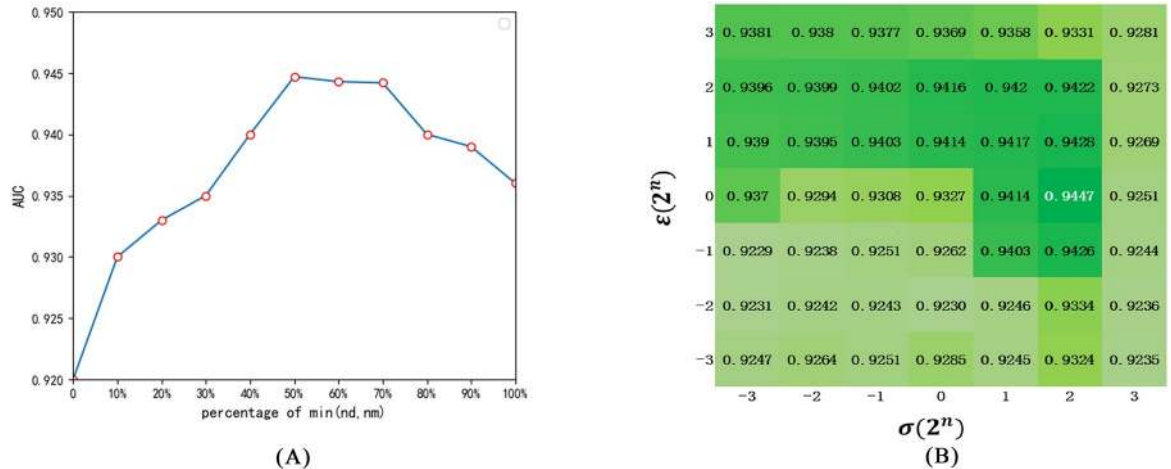 0.950
0.945
0.940
0.935
0.930
0.925
0.920
AUC
0 10% 20% 30% 40% 50% 60% 70% 80% 90% 100%
percentage of min(nd,nm)
(A)
3 0.9381 0.938 0.9377 0.9369 0.9358 0.9331 0.9281
2 0.9396 0.9399 0.9402 0.9416 0.942 0.9422 0.9273
1 0.939 0.9395 0.9403 0.9414 0.9417 0.9428 0.9269
0 0.937 0.9294 0.9308 0.9327 0.9414 0.9447 0.9251
-1 0.9229 0.9238 0.9251 0.9262 0.9403 0.9426 0.9244
-2 0.9231 0.9242 0.9243 0.9230 0.9246 0.9334 0.9236
-3 0.9247 0.9264 0.9251 0.9285 0.9245 0.9324 0.9235
ε(2ⁿ)
-3 -2 -1 0 1 2 3
σ(2ⁿ)
(B)